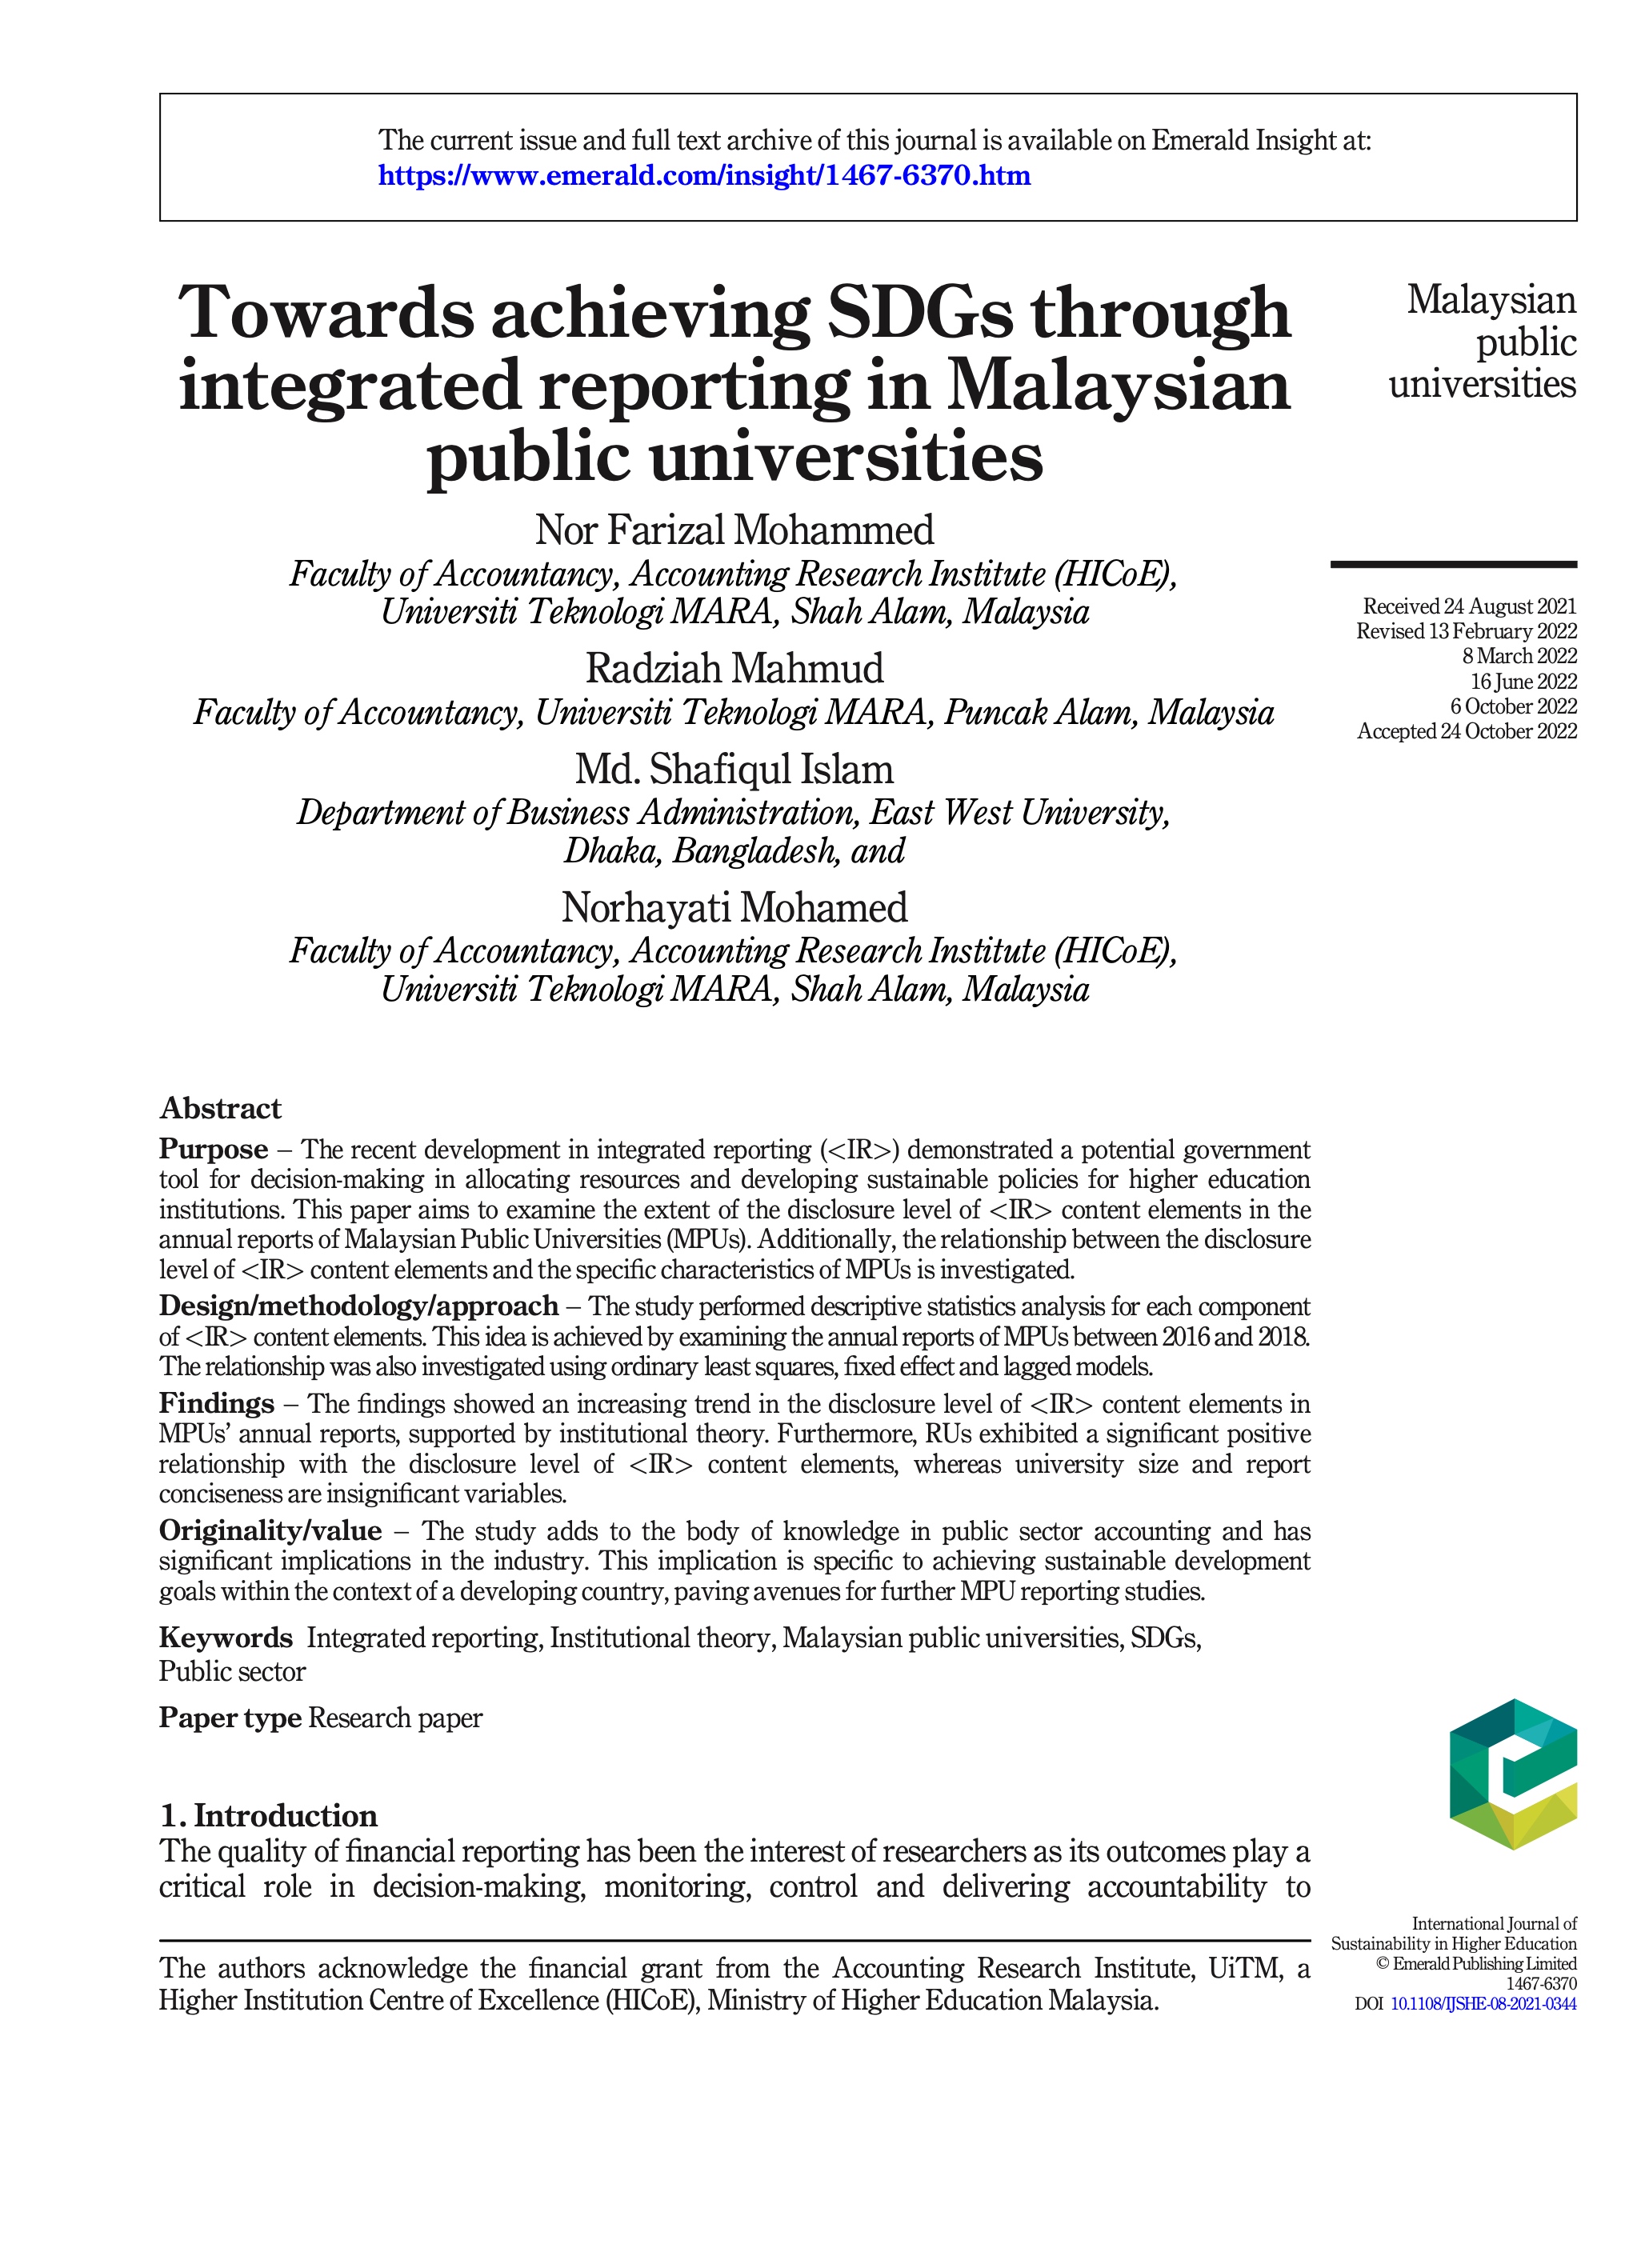 The current issue and full text archive of this journal is available on Emerald Insight at:
https://www.emerald.com/insight/1467-6370.htm
Towards achieving SDGs through
integrated reporting in Malaysian
public universities
Nor Farizal Mohammed
Faculty of Accountancy, Accounting Research Institute (HICoE),
Universiti Teknologi MARA, Shah Alam, Malaysia
Radziah Mahmud
Faculty of Accountancy, Universiti Teknologi MARA, Puncak Alam, Malaysia
Md. Shafiqul Islam
Department of Business Administration, East West University,
Dhaka, Bangladesh, and
Norhayati Mohamed
Faculty of Accountancy, Accounting Research Institute (HICoE),
Universiti Teknologi MARA, Shah Alam, Malaysia
Malaysian
public
universities
Received 24 August 2021
Revised 13 February 2022
8 March 2022
16 June 2022
6 October 2022
Accepted 24 October 2022
Abstract
Purpose – The recent development in integrated reporting (<IR>) demonstrated a potential government
tool for decision-making in allocating resources and developing sustainable policies for higher education
institutions. This paper aims to examine the extent of the disclosure level of <IR> content elements in the
annual reports of Malaysian Public Universities (MPUs). Additionally, the relationship between the disclosure
level of <IR> content elements and the specific characteristics of MPUs is investigated.
Design/methodology/approach – The study performed descriptive statistics analysis for each component
of <IR> content elements. This idea is achieved by examining the annual reports of MPUs between 2016 and 2018.
The relationship was also investigated using ordinary least squares, fixed effect and lagged models.
Findings – The findings showed an increasing trend in the disclosure level of <IR> content elements in
MPUs' annual reports, supported by institutional theory. Furthermore, RUs exhibited a significant positive
relationship with the disclosure level of <IR> content elements, whereas university size and report
conciseness are insignificant variables.
Originality/value – The study adds to the body of knowledge in public sector accounting and has
significant implications in the industry. This implication is specific to achieving sustainable development
goals within the context of a developing country, paving avenues for further MPU reporting studies.
Keywords Integrated reporting, Institutional theory, Malaysian public universities, SDGs,
Public sector
Paper type Research paper
1. Introduction
The quality of financial reporting has been the interest of researchers as its outcomes play a
critical role in decision-making, monitoring, control and delivering accountability to
The authors acknowledge the financial grant from the Accounting Research Institute, UiTM, a
Higher Institution Centre of Excellence (HICoE), Ministry of Higher Education Malaysia.
International Journal of
Sustainability in Higher Education
© Emerald Publishing Limited
1467-6370
DOI 10.1108/IJSHE-08-2021-0344